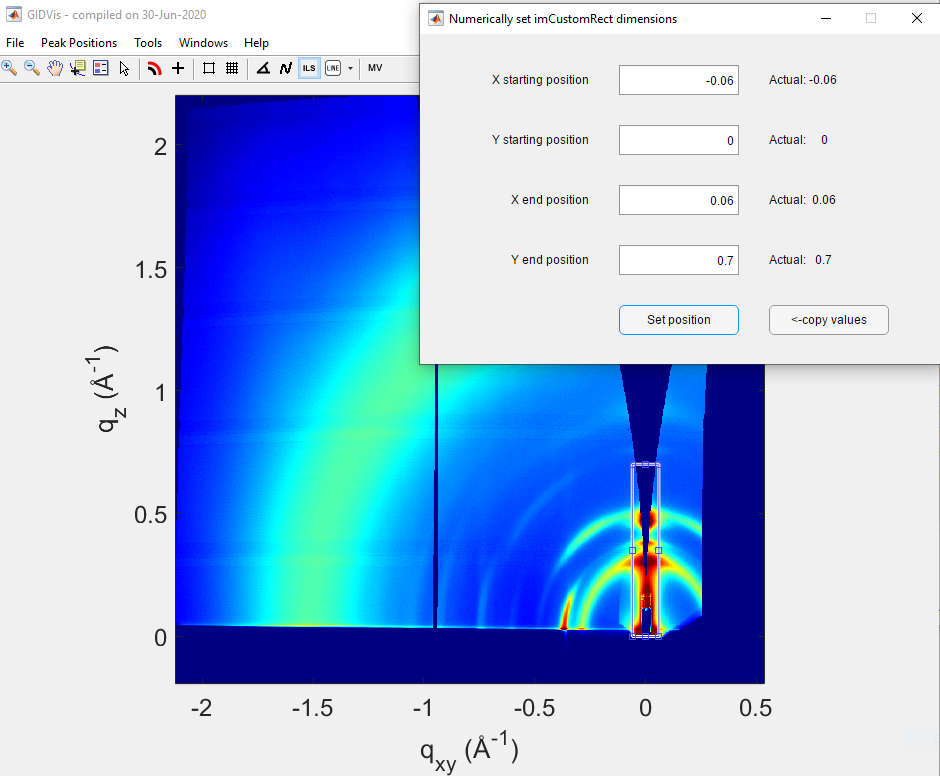 GIDVis - compiled on 30-Jun-2020
File Peak Positions Tools Windows Help
ILS LINE MV
Numerically set imCustomRect dimensions
X starting position -0.06 Actual: -0.06
Y starting position 0 Actual: 0
X end position 0.06 Actual: 0.06
Y end position 0.7 Actual: 0.7
Set position <-copy values
2
1.5
1
0.5
0
q_z (Å^-1)
-2 -1.5 -1 -0.5 0 0.5
q_xy (Å^-1)